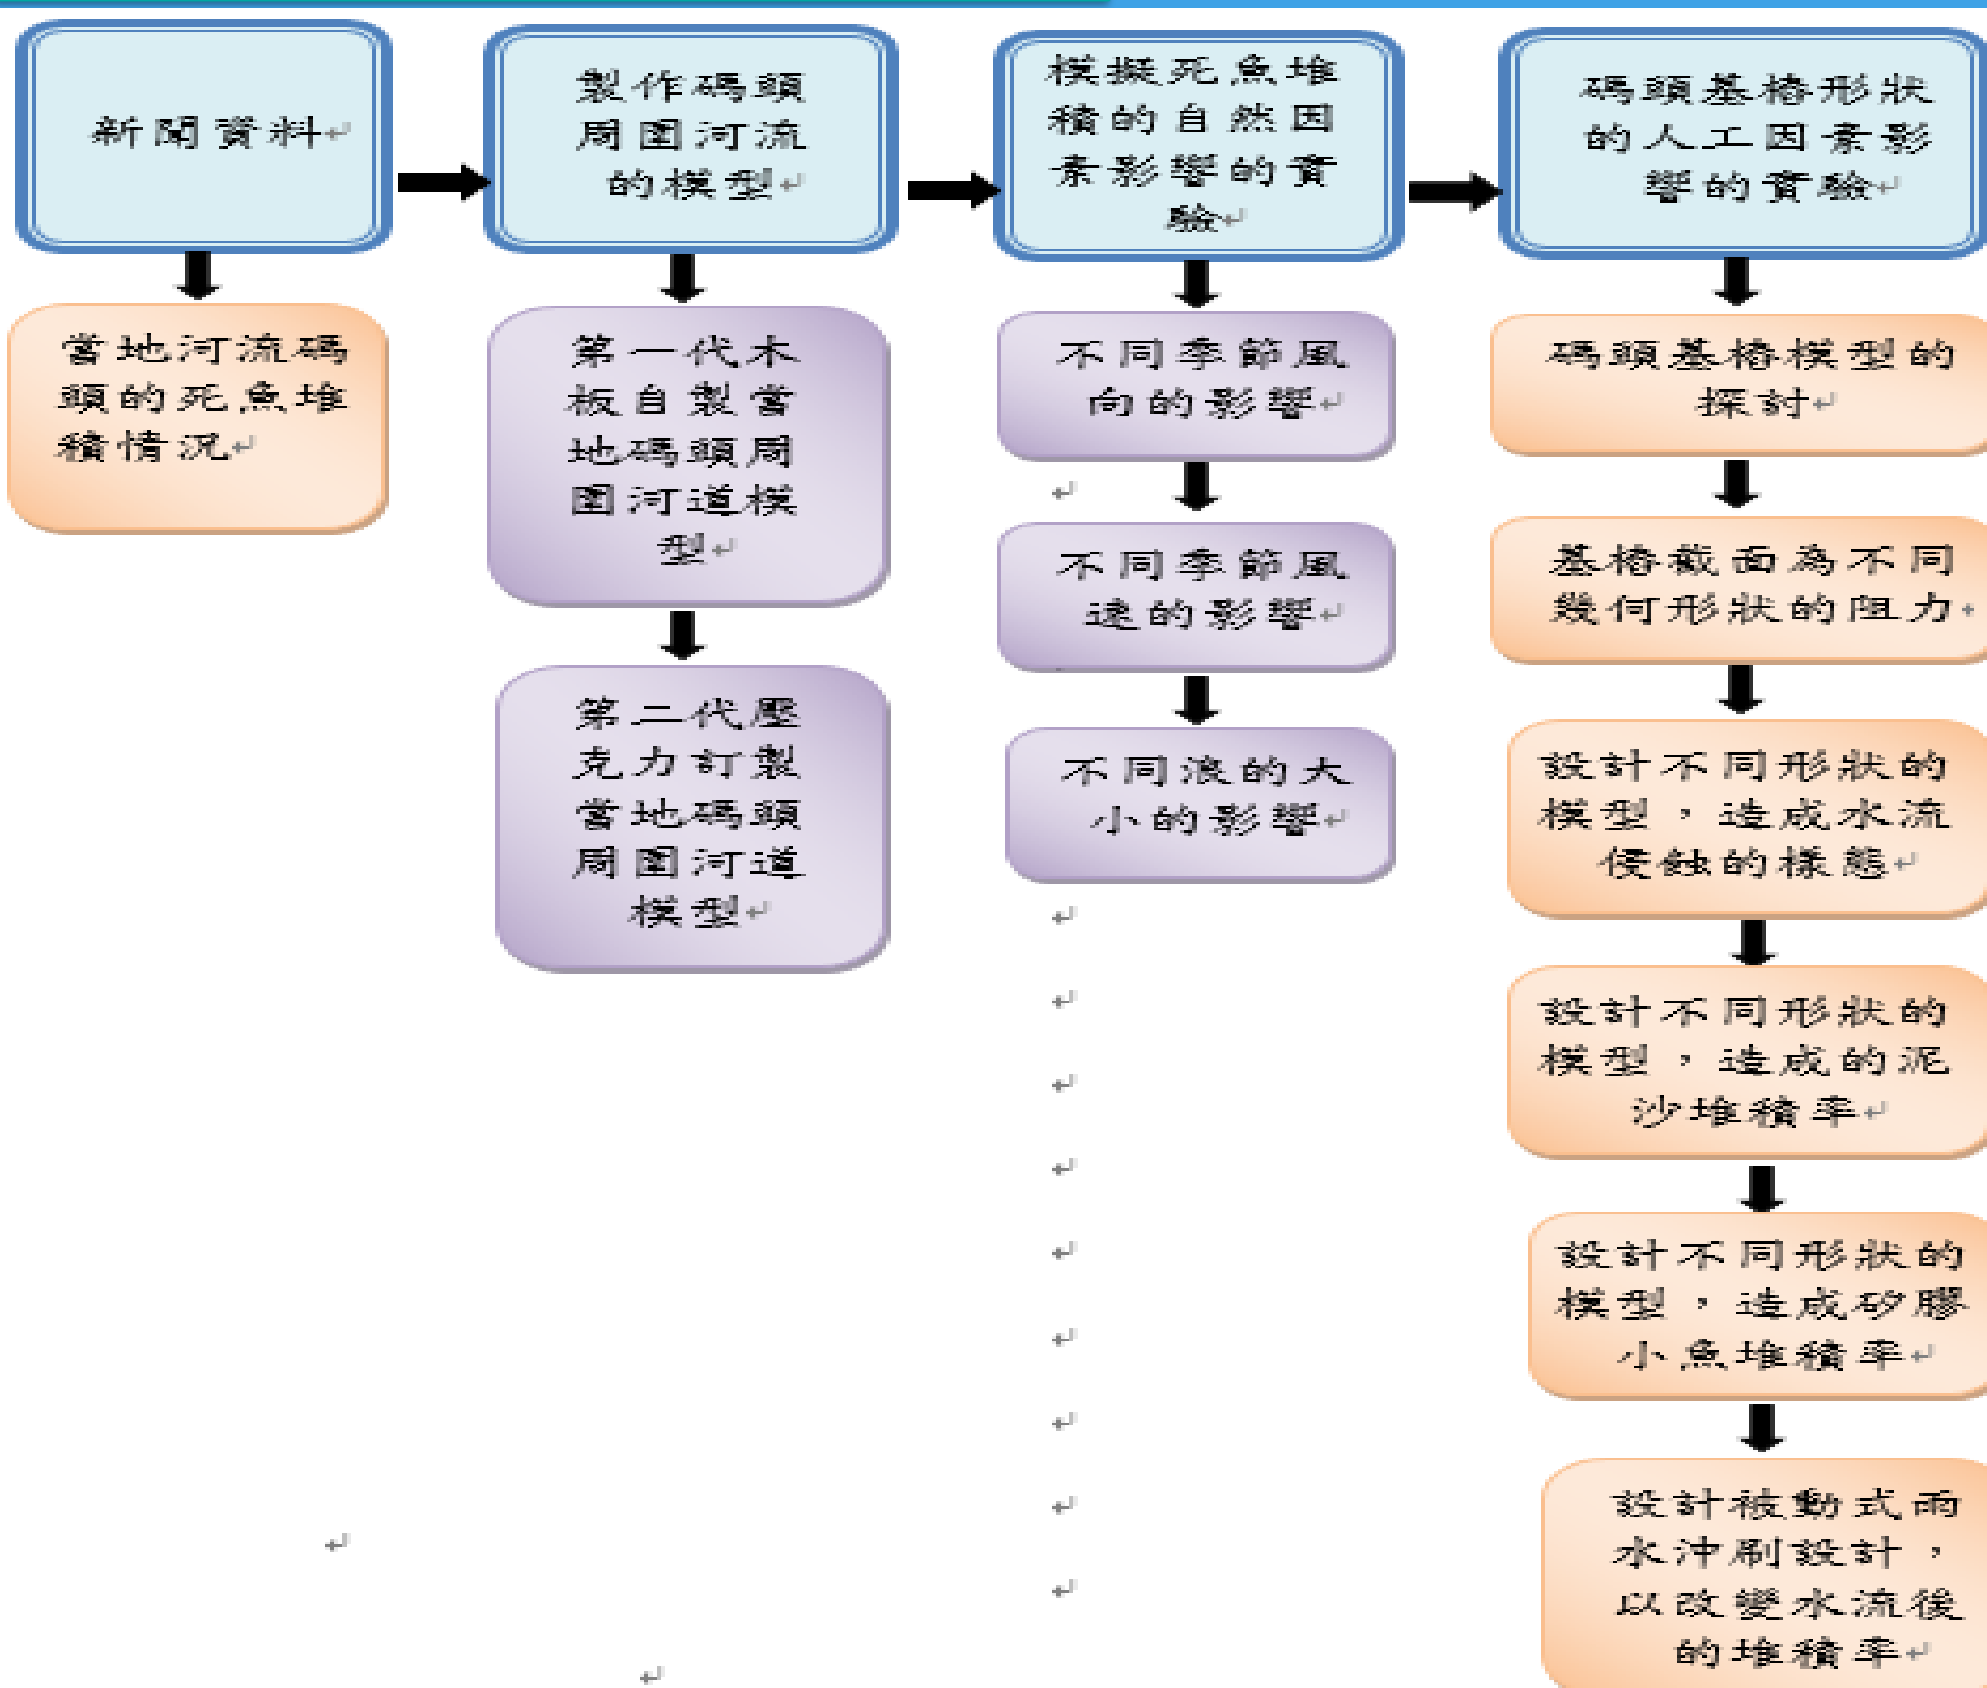 新聞資料
當地河流碼
頭的死魚堆
積情況
製作碼頭
周圍河流
的模型
第一代木
板自製當
地碼頭周
圍河道模
型
第二代壓
克力訂製
當地碼頭
周圍河道
模型
模擬死魚堆
積的自然因
素影響的實
驗
不同季節風
向的影響
不同季節風
速的影響
不同浪的大
小的影響
碼頭基樁形狀
的人工因素影
響的實驗
碼頭基樁模型的
探討
基樁截面為不同
幾何形狀的阻力
設計不同形狀的
模型，造成水流
侵蝕的樣態
設計不同形狀的
模型，造成的泥
沙堆積率
設計不同形狀的
模型，造成矽膠
小魚堆積率
設計被動式雨
水沖刷設計，
以改變水流後
的堆積率